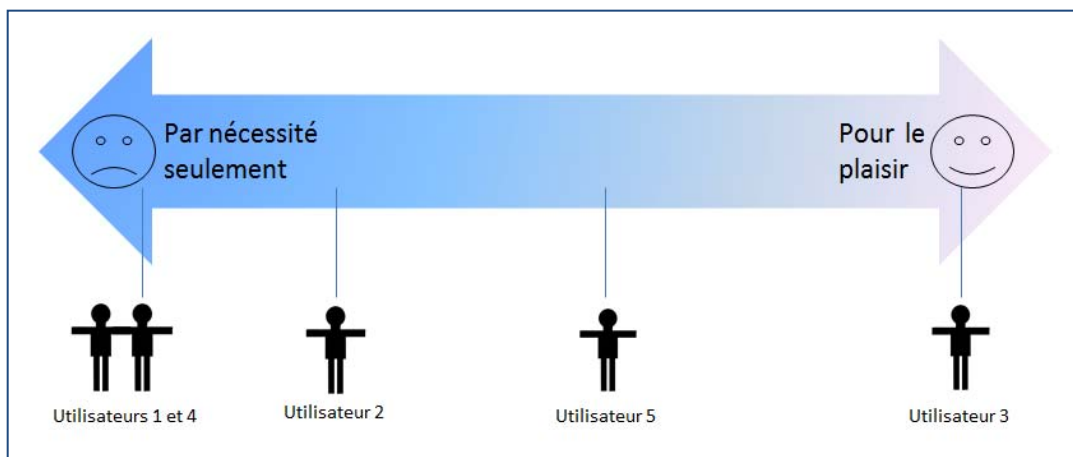 Par nécessité
seulement
Pour le
plaisir
Utilisateurs 1 et 4
Utilisateur 2
Utilisateur 5
Utilisateur 3